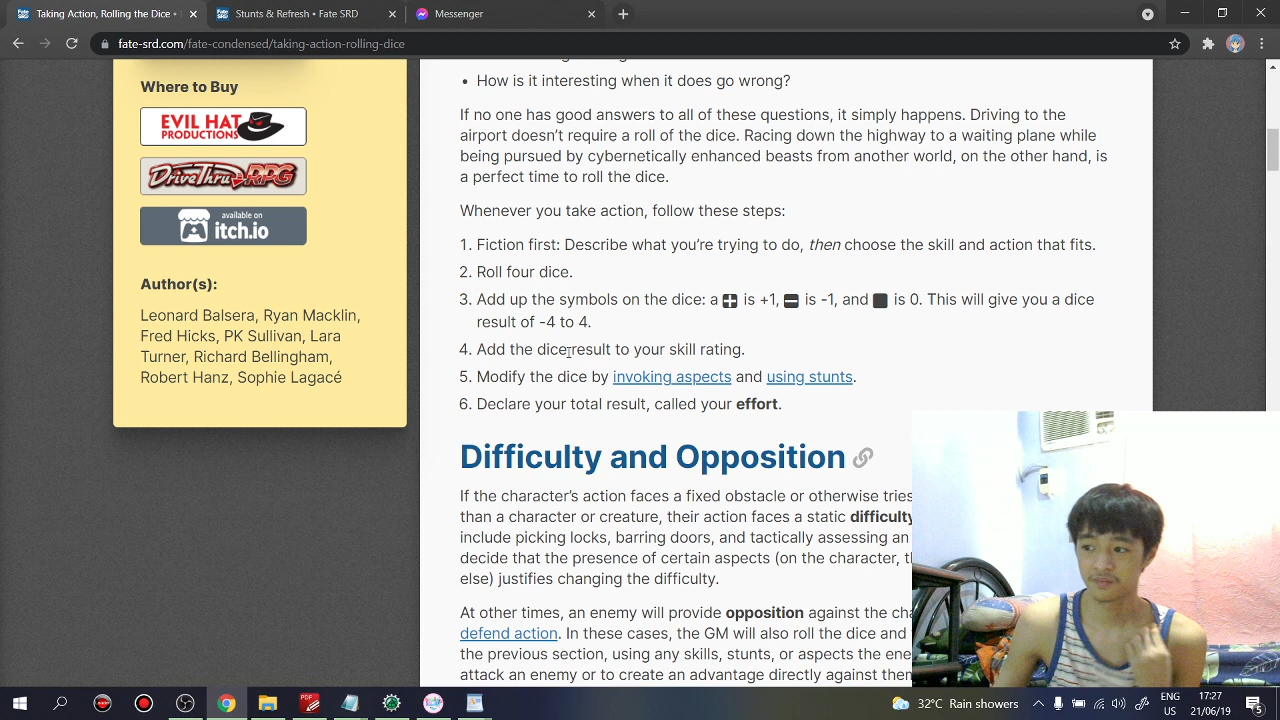 Taking Action, Rolling the Dice •
Stunts & Refresh • Fate SRD
Messenger
fate-srd.com/fate-condensed/taking-action-rolling-dice
Where to Buy
EVIL HAT
PRODUCTIONS
DriveThruRPG
available on
itch.io
Author(s):
Leonard Balsera, Ryan Macklin,
Fred Hicks, PK Sullivan, Lara
Turner, Richard Bellingham,
Robert Hanz, Sophie Lagacé
• How is it interesting when it does go wrong?
If no one has good answers to all of these questions, it simply happens. Driving to the
airport doesn’t require a roll of the dice. Racing down the highway to a waiting plane while
being pursued by cybernetically enhanced beasts from another world, on the other hand, is
a perfect time to roll the dice.
Whenever you take action, follow these steps:
1. Fiction first: Describe what you’re trying to do, then choose the skill and action that fits.
2. Roll four dice.
3. Add up the symbols on the dice: a + is +1, − is -1, and is 0. This will give you a dice
result of -4 to 4.
4. Add the dice result to your skill rating.
5. Modify the dice by invoking aspects and using stunts.
6. Declare your total result, called your effort.
Difficulty and Opposition
If the character’s action faces a fixed obstacle or otherwise tries
than a character or creature, their action faces a static difficulty
include picking locks, barring doors, and tactically assessing an
decide that the presence of certain aspects (on the character, th
else) justifies changing the difficulty.
At other times, an enemy will provide opposition against the cha
defend action. In these cases, the GM will also roll the dice and
the previous section, using any skills, stunts, or aspects the ene
attack an enemy or to create an advantage directly against them
32°C Rain showers
ENG
US
17:27
21/06/19
5